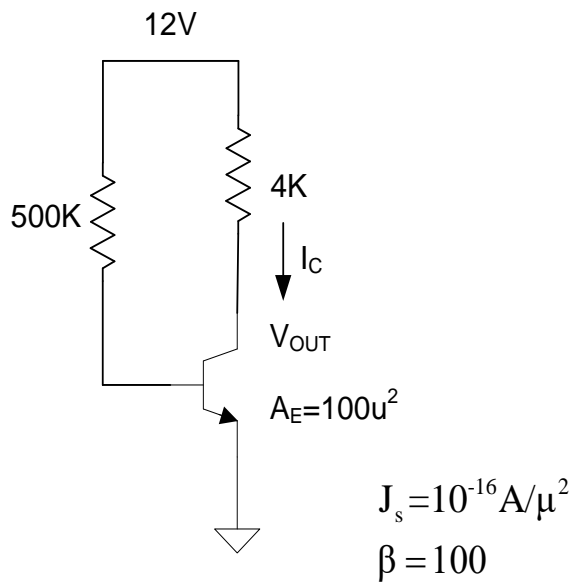 12V
500K
4K
I_C
V_OUT
A_E=100u²
J_s=10⁻¹⁶A/μ²
β=100